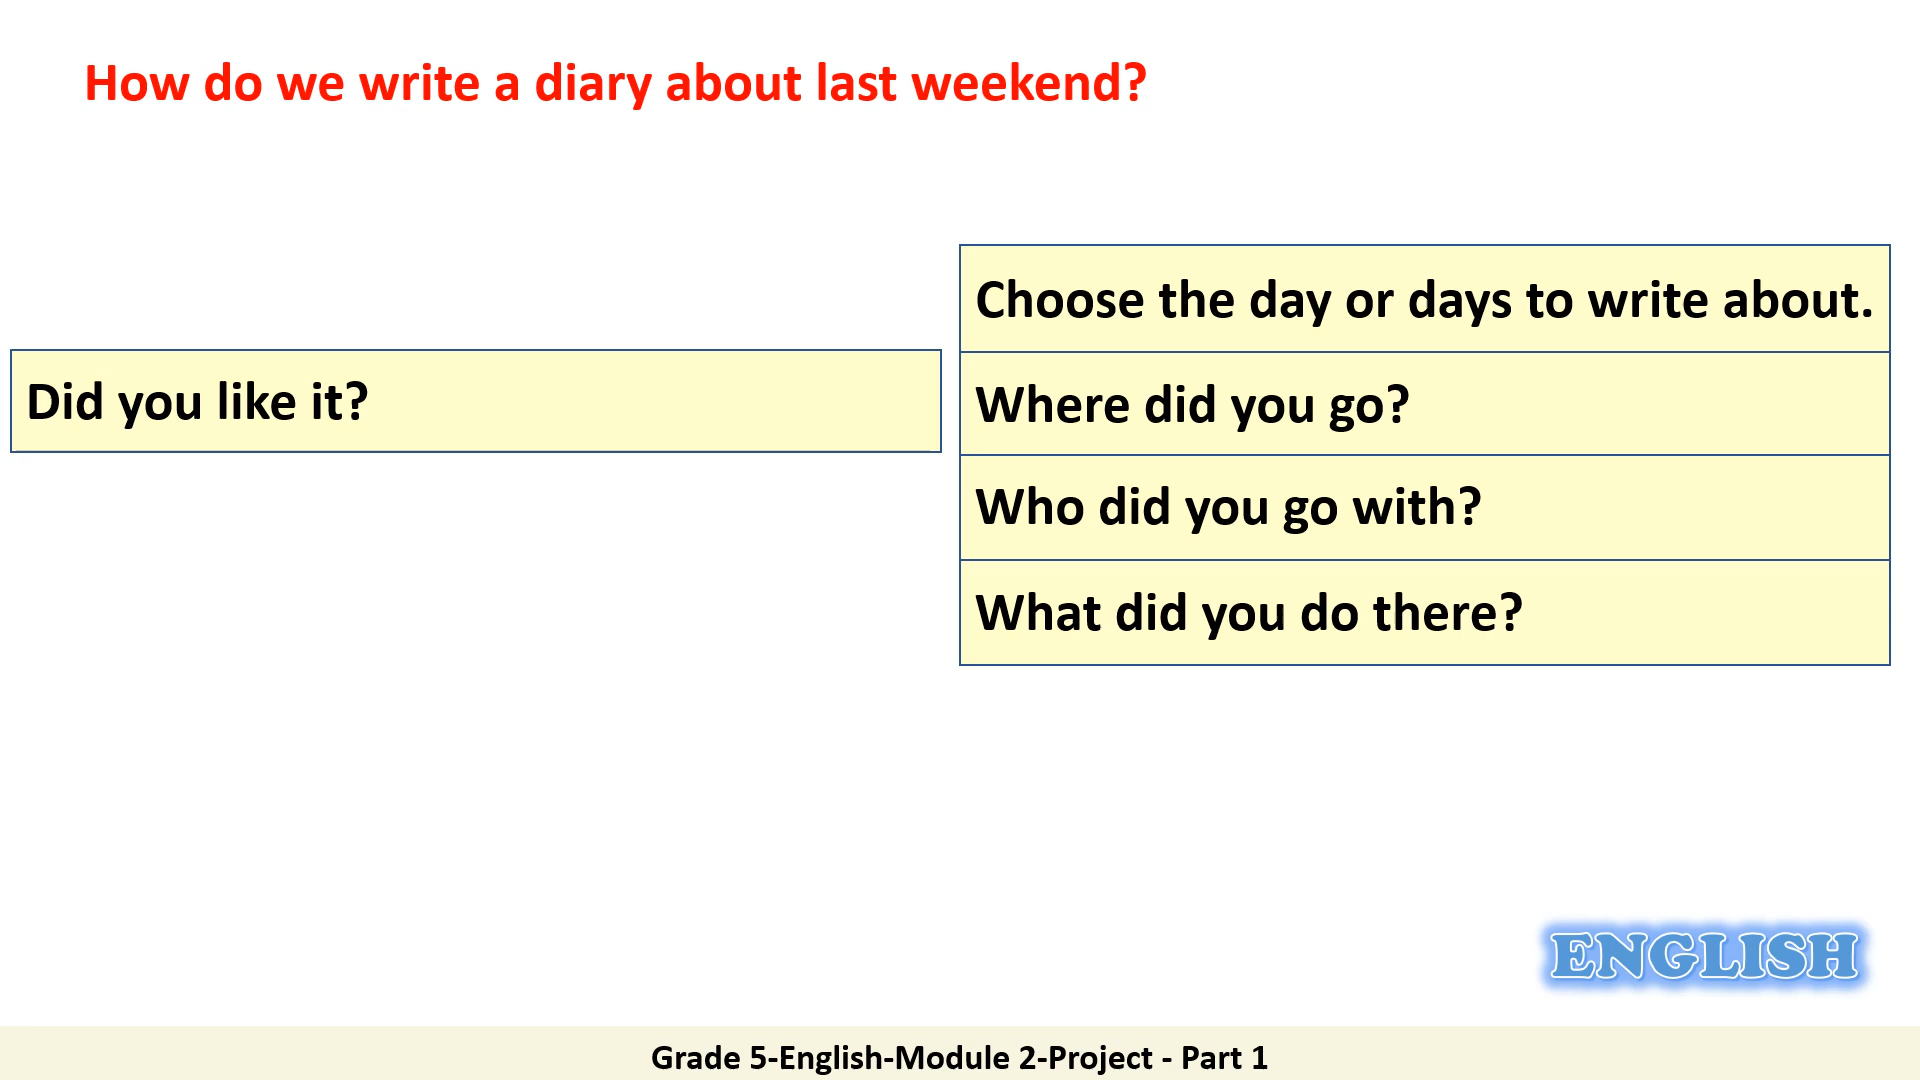 How do we write a diary about last weekend?
Choose the day or days to write about.
Where did you go?
Who did you go with?
What did you do there?
Did you like it?
ENGLISH
Grade 5-English-Module 2-Project - Part 1